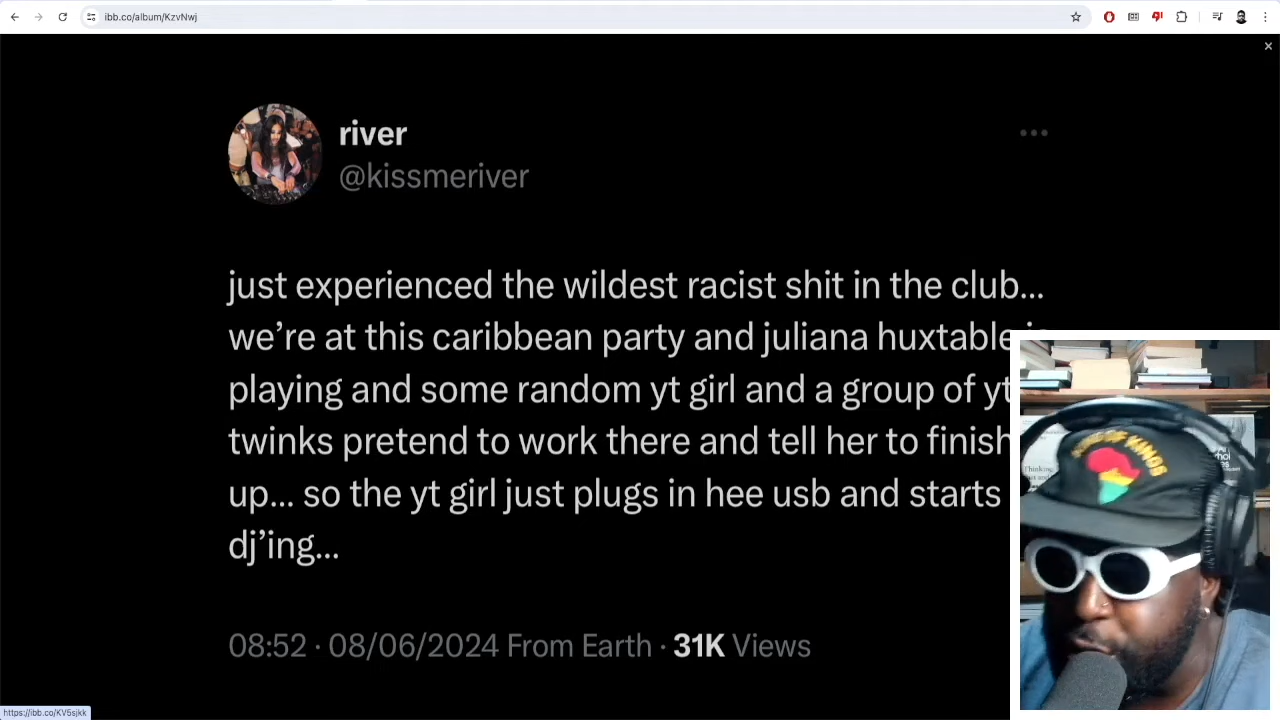 ibb.co/album/KzvNwj
river
@kissmeriver
just experienced the wildest racist shit in the club...
we're at this caribbean party and juliana huxtable
playing and some random yt girl and a group of yt
twinks pretend to work there and tell her to finish
up... so the yt girl just plugs in hee usb and starts
dj'ing...
08:52 · 08/06/2024 From Earth · 31K Views
Thinking
https://ibb.co/KV5sjkk